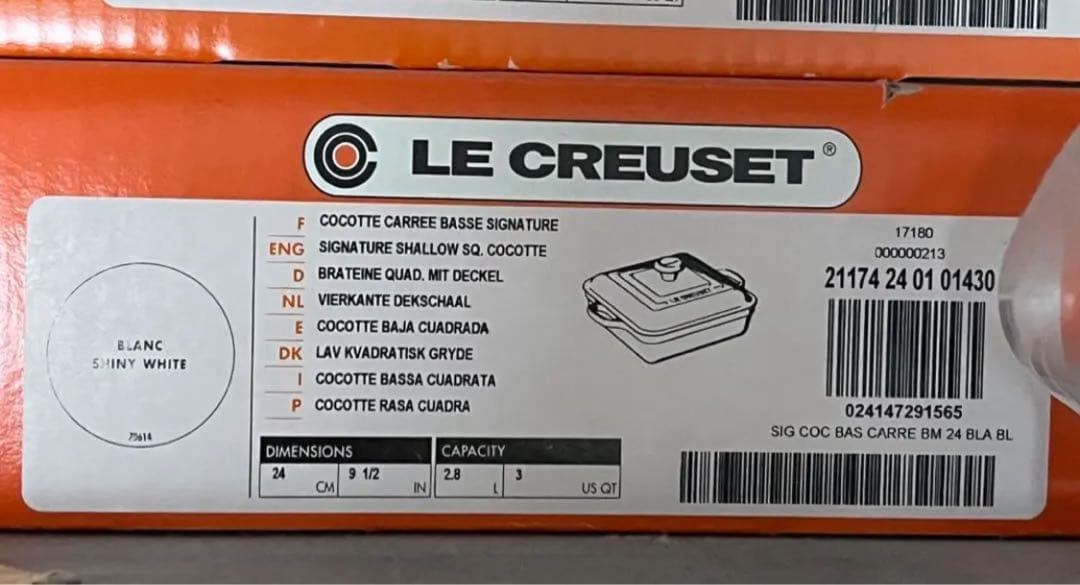 LE CREUSET®
BLANC
SHINY WHITE
F COCOTTE CARREE BASSE SIGNATURE
ENG SIGNATURE SHALLOW SQ. COCOTTE
D BRATEINE QUAD. MIT DECKEL
NL VIERKANTE DEKSCHAAL
E COCOTTE BAJA CUADRADA
DK LAV KVADRATISK GRYDE
I COCOTTE BASSA CUADRATA
P COCOTTE RASA CUADRA
DIMENSIONS CAPACITY
24 CM 9 1/2 IN 2.8 L 3 US QT
LE CREUSET
17180
000000213
21174 24 01 01430
024147291565
SIG COC BAS CARRE BM 24 BLA BL